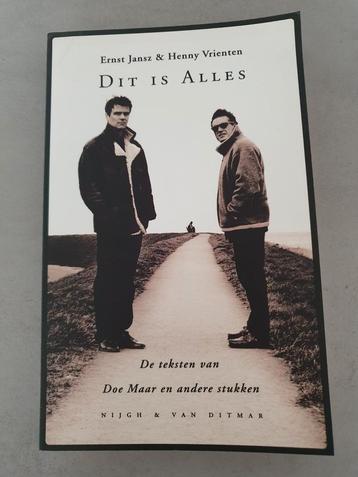 Ernst Jansz & Henny Vrienten
Dit is Alles
De teksten van
Doe Maar en andere stukken
NIJGH & VAN DITMAR